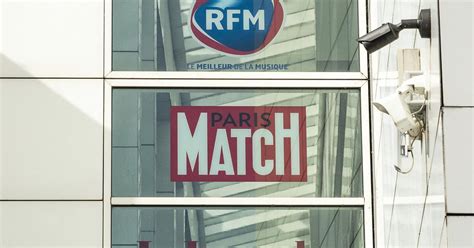 RFM
LE MEILLEUR DE LA MUSIQUE
PARIS
MATCH